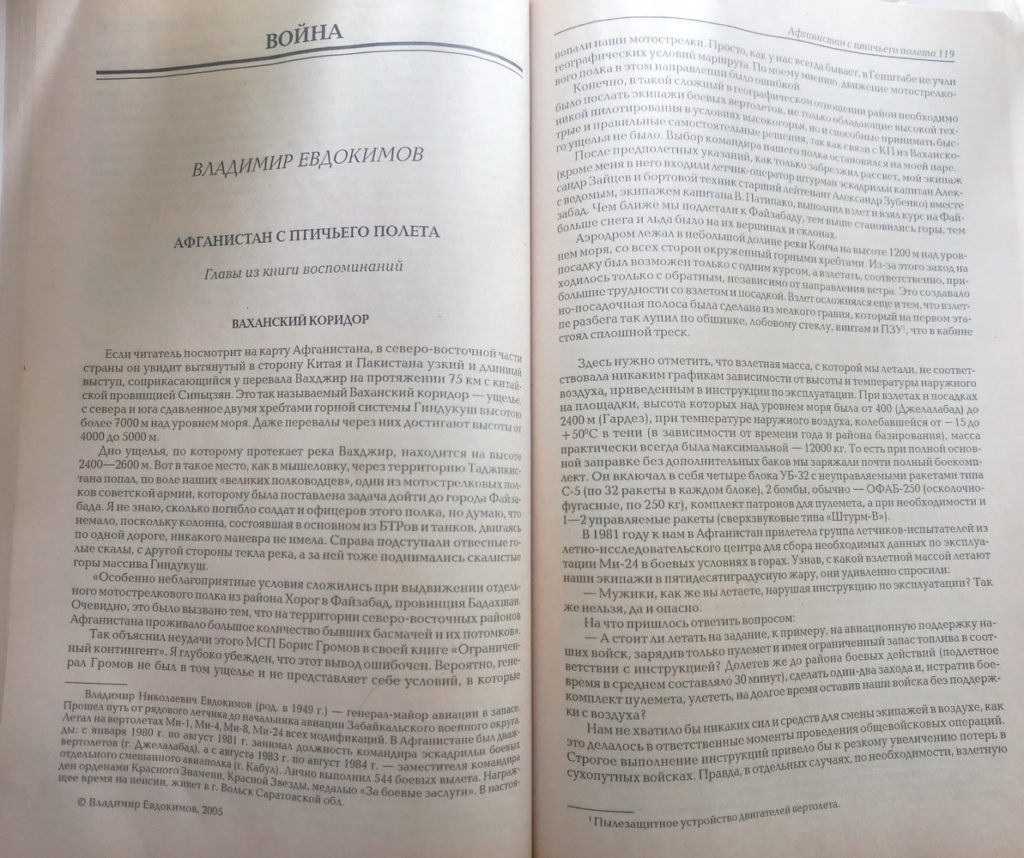 ВОЙНА
ВЛАДИМИР ЕВДОКИМОВ
АФГАНИСТАН С ПТИЧЬЕГО ПОЛЕТА
Главы из книги воспоминаний
ВАХАНСКИЙ КОРИДОР
Если читатель посмотрит на карту Афганистана, в северо-восточной части
страны он увидит вытянутый в сторону Китая и Пакистана узкий и длинный
выступ, соприкасающийся у перевала Вахджир на протяжении 75 км с китай-
ской провинцией Синьцзян. Это так называемый Ваханский коридор — ущелье,
с севера и юга сдавленное двумя хребтами горной системы Гиндукуш высотою
более 7000 м над уровнем моря. Даже перевалы через них достигают высоты от
4000 до 5000 м.
Дно ущелья, по которому протекает река Вахджир, находится на высоте
2400—2600 м. Вот в такое место, как в мышеловку, через территорию Таджикис-
тана попал, по воле наших «великих полководцев», один из мотострелковых пол-
ков советской армии, которому была поставлена задача дойти до города Файза-
бада. Я не знаю, сколько погибло солдат и офицеров этого полка, но думаю, что
немало, поскольку колонна, состоявшая в основном из БТРов и танков, двигаясь
по одной дороге, никакого маневра не имела. Справа подступали отвесные го-
лые скалы, с другой стороны текла река, а за ней тоже поднимались скалистые
горы массива Гиндукуш.
«Особенно неблагоприятные условия сложились при выдвижении отдель-
ного мотострелкового полка из района Хорог в Файзабад, провинция Бадахшан.
Очевидно, это было вызвано тем, что на территории северо-восточных районов
Афганистана проживало большое количество бывших басмачей и их потомков».
Так объяснил неудачи этого МСП Борис Громов в своей книге «Ограничен-
ный контингент». Я глубоко убежден, что этот вывод ошибочен. Вероятно, гене-
рал Громов не был в том ущелье и не представляет себе условий, в которые
Владимир Николаевич Евдокимов (род. в 1949 г.) — генерал-майор авиации в запасе.
Прошел путь от рядового летчика до начальника авиации Забайкальского военного округа.
Летал на вертолетах Ми-1, Ми-4, Ми-8, Ми-24 всех модификаций. В Афганистане был дваж-
ды: с января 1980 г. по август 1981 г. занимал должность командира эскадрильи боевых
вертолетов (г. Джелалабад), а с августа 1983 г. по август 1984 г. — заместителя командира
отдельного смешанного авиаполка (г. Кабул). Лично выполнил 544 боевых вылета. Награж-
ден орденами Красного Знамени, Красной Звезды, медалью «За боевые заслуги». В настоя-
щее время на пенсии, живет в г. Вольск Саратовской обл.
© Владимир Евдокимов, 2005
Афганистан с птичьего полета 119
попали наши мотострелки. Просто, как у нас всегда бывает, в Генштабе не учли
географических условий маршрута. По моему мнению, движение мотострелко-
вого полка в этом направлении было ошибкой.
Конечно, в такой сложный в географическом отношении район необходимо
было послать экипажи боевых вертолетов, не только обладающие высокой тех-
никой пилотирования в условиях высокогорья, но и способные принимать быс-
трые и правильные самостоятельные решения, так как связи с КП из Ваханско-
го ущелья не было. Выбор командира нашего полка остановился на моей паре.
После предполетных указаний, как только забрезжил рассвет, мой экипаж
(кроме меня в него входили летчик-оператор штурман эскадрильи капитан Алек-
сандр Зайцев и бортовой техник старший лейтенант Александр Зубенко) вместе
с ведомым, экипажем капитана В. Патипако, выполнил взлет и взял курс на Фай-
забад. Чем ближе мы подлетали к Файзабаду, тем выше становились горы, тем
больше снега и льда было на их вершинах и склонах.
Аэродром лежал в небольшой долине реки Кокча на высоте 1200 м над уров-
нем моря, со всех сторон окруженный горными хребтами. Из-за этого заход на
посадку был возможен только с одним курсом, а взлетать, соответственно, при-
ходилось только с обратным, независимо от направления ветра. Это создавало
большие трудности со взлетом и посадкой. Взлет осложнялся еще и тем, что взлет-
но-посадочная полоса была сделана из мелкого гравия, который на первом эта-
пе разбега так лупил по обшивке, лобовому стеклу, винтам и ПЗУ¹, что в кабине
стоял сплошной треск.
Здесь нужно отметить, что взлетная масса, с которой мы летали, не соответ-
ствовала никаким графикам зависимости от высоты и температуры наружного
воздуха, приведенным в инструкции по эксплуатации. При взлетах и посадках
на площадки, высота которых над уровнем моря была от 400 (Джелалабад) до
2400 м (Гардез), при температуре наружного воздуха, колебавшейся от − 15 до
+50⁰С в тени (в зависимости от времени года и района базирования), масса
практически всегда была максимальной — 12000 кг. То есть при полной основ-
ной заправке без дополнительных баков мы заряжали почти полный боекомп-
лект. Он включал в себя четыре блока УБ-32 с неуправляемыми ракетами типа
С-5 (по 32 ракеты в каждом блоке), 2 бомбы, обычно — ОФАБ-250 (осколочно-
фугасные, по 250 кг), комплект патронов для пулемета, а при необходимости и
1—2 управляемые ракеты (сверхзвуковые типа «Штурм-В»).
В 1981 году к нам в Афганистан прилетела группа летчиков-испытателей из
летно-исследовательского центра для сбора необходимых данных по эксплуа-
тации Ми-24 в боевых условиях в горах. Узнав, с какой взлетной массой летают
наши экипажи в пятидесятиградусную жару, они удивленно спросили:
— Мужики, как же вы летаете, нарушая инструкцию по эксплуатации? Так
же нельзя, да и опасно.
На что пришлось ответить вопросом:
— А стоит ли летать на задание, к примеру, на авиационную поддержку на-
ших войск, зарядив только пулемет и имея ограниченный запас топлива в соот-
ветствии с инструкцией? Долетев же до района боевых действий (подлетное
время в среднем составляло 30 минут), сделать один-два захода и, истратив бое-
комплект пулемета, улететь, на долгое время оставив наши войска без поддерж-
ки с воздуха?
Нам не хватило бы никаких сил и средств для смены экипажей в воздухе, как
это делалось в ответственные моменты проведения общевойсковых операций.
Строгое выполнение инструкций привело бы к резкому увеличению потерь в
сухопутных войсках. Правда, в отдельных случаях, по необходимости, взлетную
¹ Пылезащитное устройство двигателей вертолета.